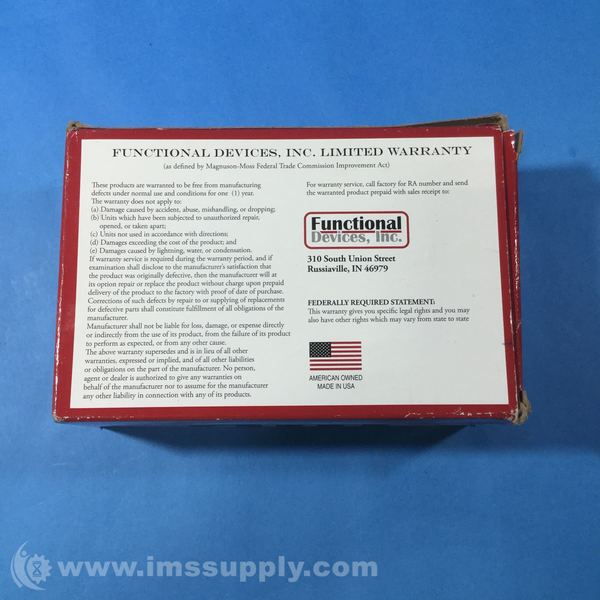 FUNCTIONAL DEVICES, INC. LIMITED WARRANTY
(as defined by Magnuson-Moss Federal Trade Commission Improvement Act)
These products are warranted to be free from manufacturing
defects under normal use and conditions for one (1) year.
The warranty does not apply to:
(a) Damage caused by accident, abuse, mishandling, or dropping;
(b) Units which have been subjected to unauthorized repair,
opened, or taken apart;
(c) Units not used in accordance with directions;
(d) Damages exceeding the cost of the product; and
(e) Damages caused by lightning, water, or condensation.
If warranty service is required during the warranty period, and if
examination shall disclose to the manufacturer's satisfaction that
the product was originally defective, then the manufacturer will at
its option repair or replace the product without charge upon prepaid
delivery of the product to the factory with proof of date of purchase.
Corrections of such defects by repair to or supplying of replacements
for defective parts shall constitute fulfillment of all obligations of the
manufacturer.
Manufacturer shall not be liable for loss, damage, or expense directly
or indirectly from the use of its product, from the failure of its product
to perform as expected, or from any other cause.
The above warranty supersedes and is in lieu of all other
warranties, expressed or implied, and of all other liabilities
or obligations on the part of the manufacturer. No person,
agent or dealer is authorized to give any warranties on
behalf of the manufacturer nor to assume for the manufacturer
any other liability in connection with any of its products.
For warranty service, call factory for RA number and send
the warranted product prepaid with sales receipt to:
Functional
Devices, Inc.
310 South Union Street
Russiaville, IN 46979
FEDERALLY REQUIRED STATEMENT:
This warranty gives you specific legal rights and you may
also have other rights which may vary from state to state
AMERICAN OWNED
MADE IN USA
www.imssupply.com